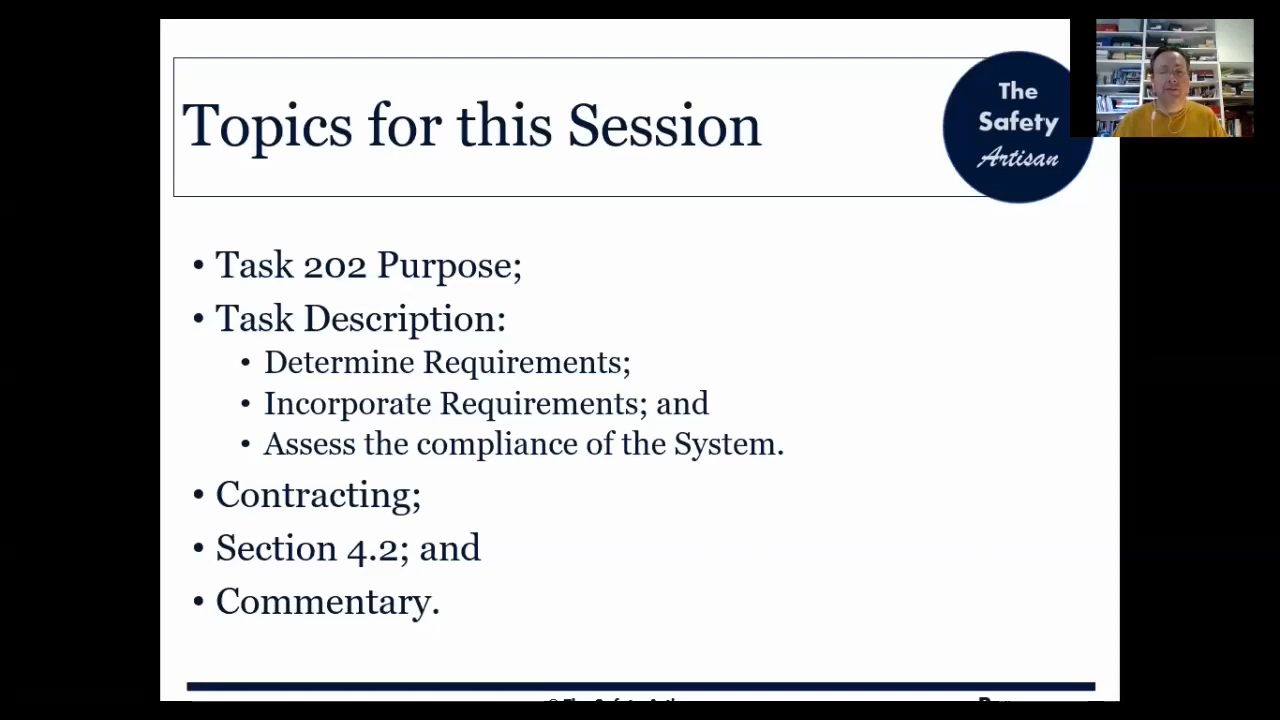 Topics for this Session
The
Safety
Artisan
• Task 202 Purpose;
• Task Description:
• Determine Requirements;
• Incorporate Requirements; and
• Assess the compliance of the System.
• Contracting;
• Section 4.2; and
• Commentary.